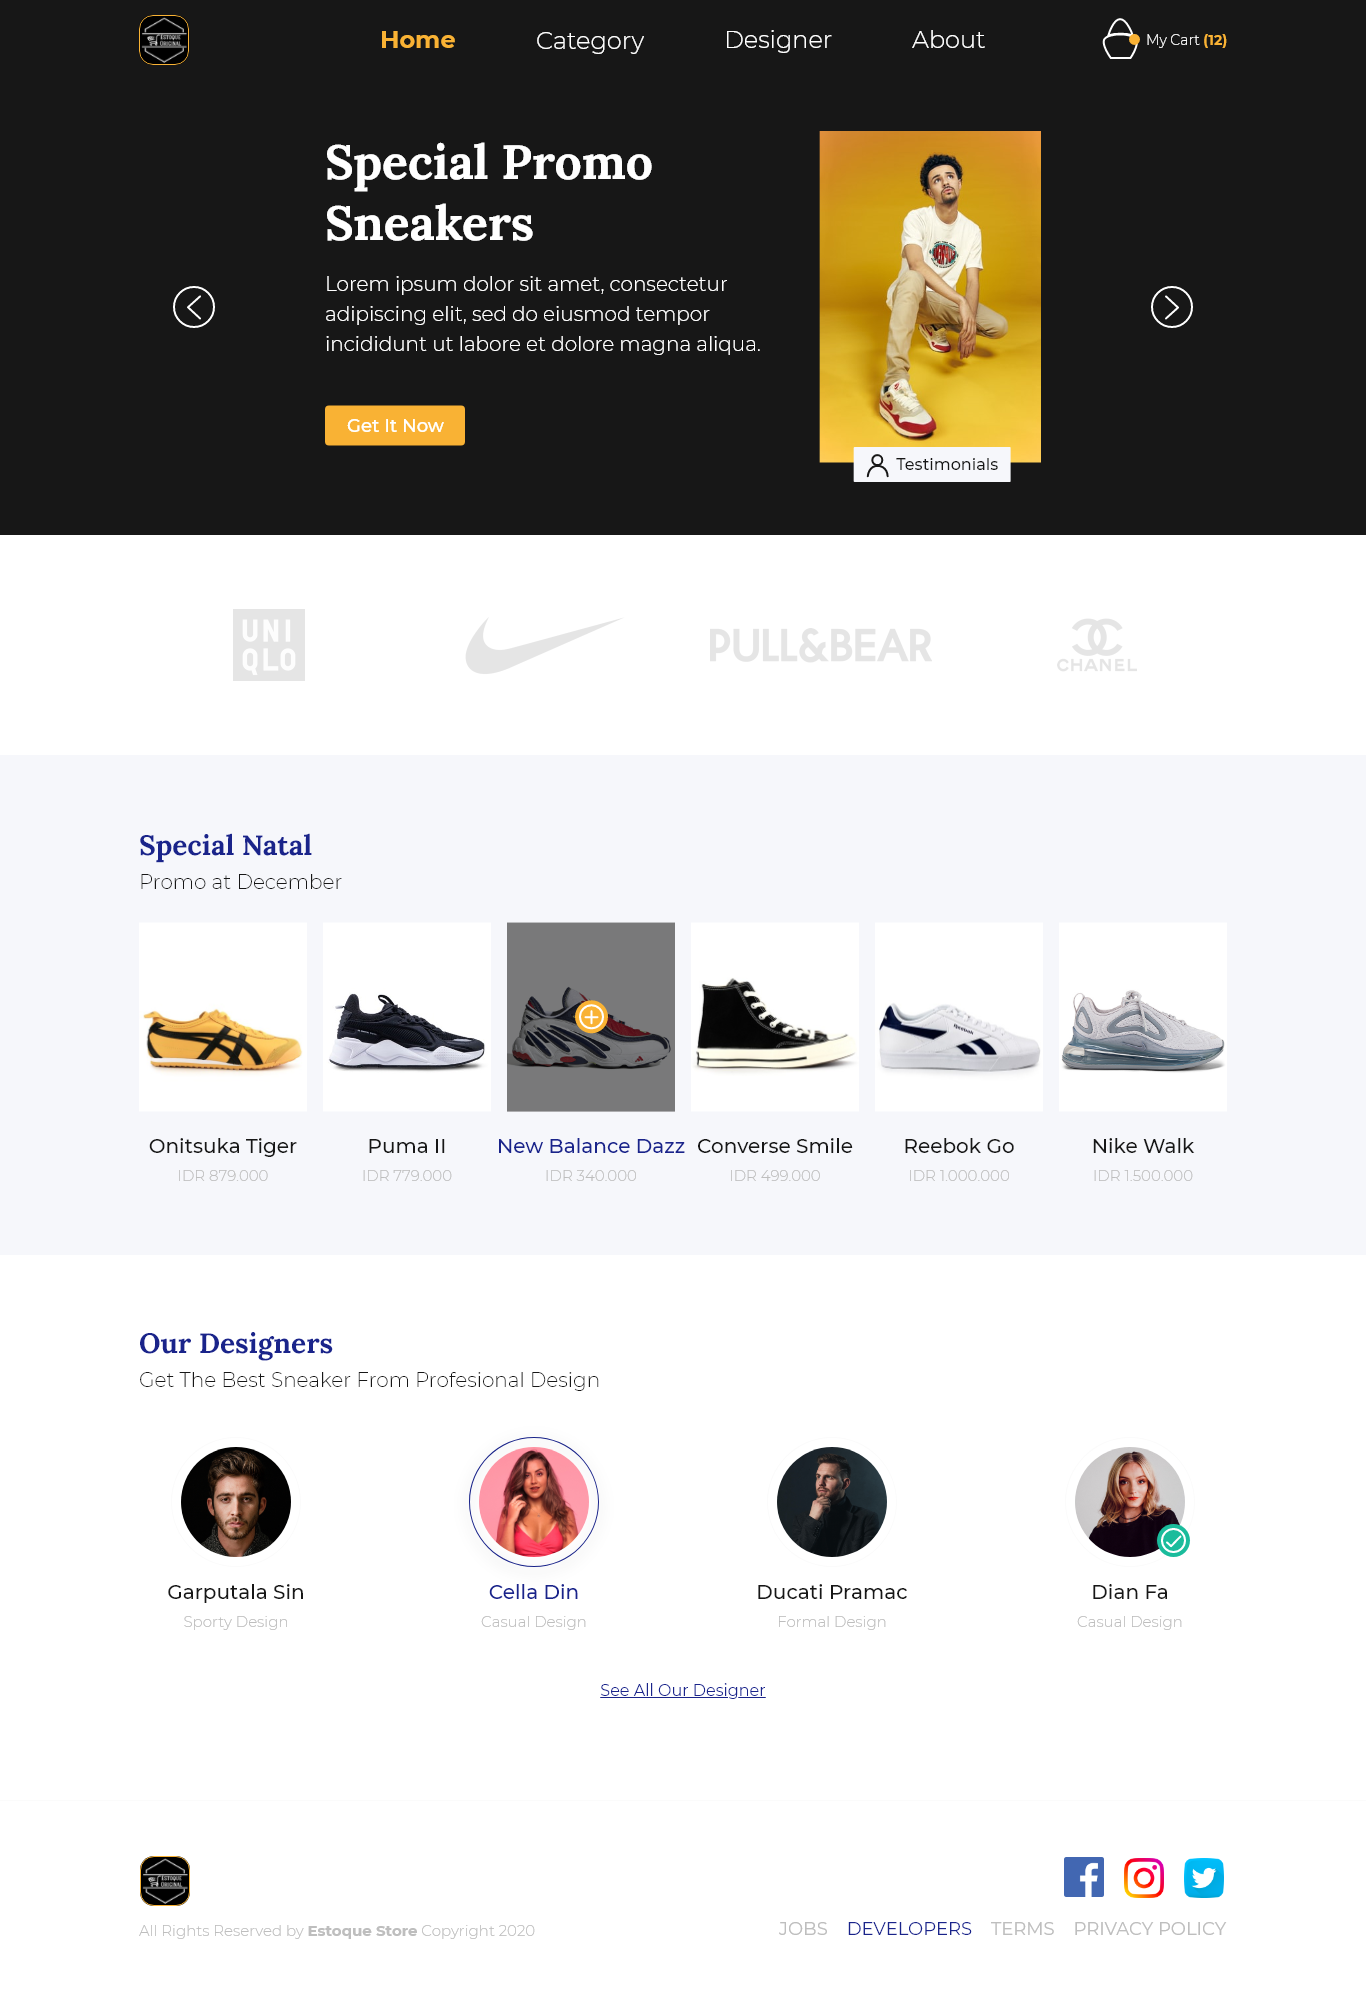 ESTOQUE
ORIGINAL
Home
Category
Designer
About
My Cart (12)
Special Promo
Sneakers
Lorem ipsum dolor sit amet, consectetur
adipiscing elit, sed do eiusmod tempor
incididunt ut labore et dolore magna aliqua.
Get It Now
Testimonials
UNI
QLO
PULL&BEAR
CHANEL
Special Natal
Promo at December
Reebok
Onitsuka Tiger
Puma II
New Balance Dazz
Converse Smile
Reebok Go
Nike Walk
IDR 879.000
IDR 779.000
IDR 340.000
IDR 499.000
IDR 1.000.000
IDR 1.500.000
Our Designers
Get The Best Sneaker From Profesional Design
Garputala Sin
Cella Din
Ducati Pramac
Dian Fa
Sporty Design
Casual Design
Formal Design
Casual Design
See All Our Designer
ESTOQUE
ORIGINAL
All Rights Reserved by Estoque Store Copyright 2020
JOBS
DEVELOPERS
TERMS
PRIVACY POLICY